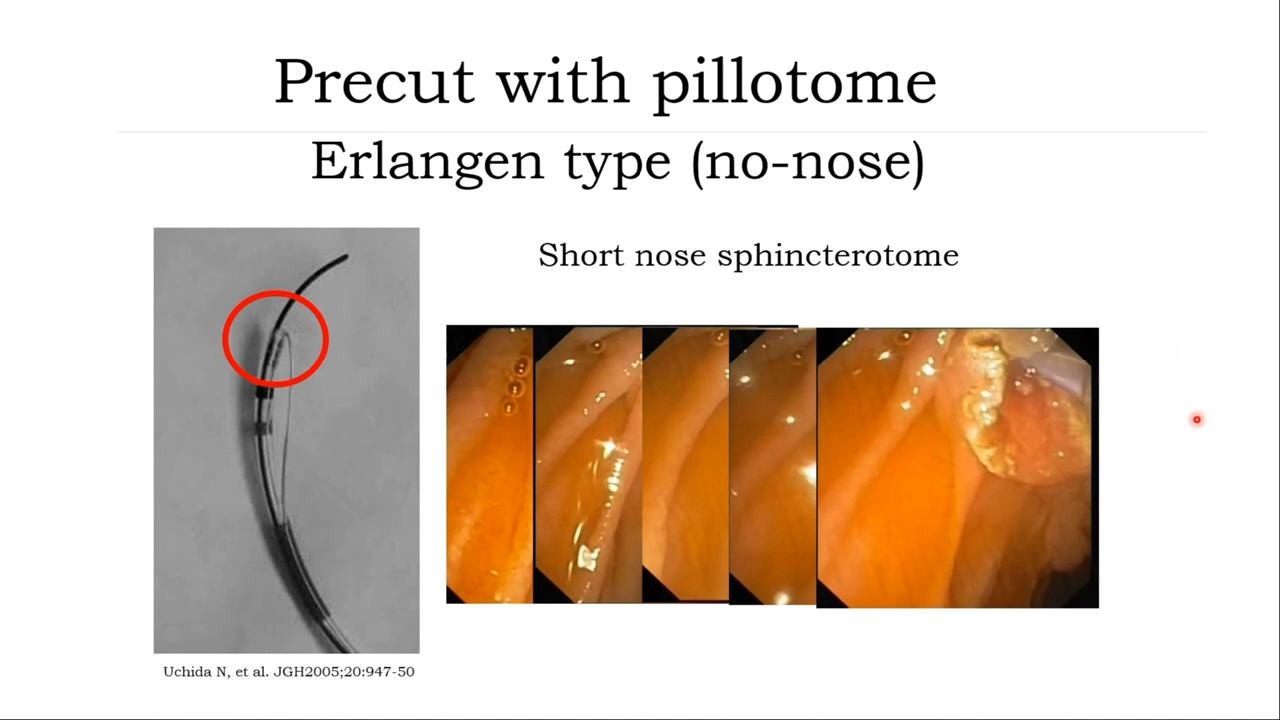 Precut with pillotome
Erlangen type (no-nose)
Short nose sphincterotome
Uchida N, et al. JGH2005;20:947-50